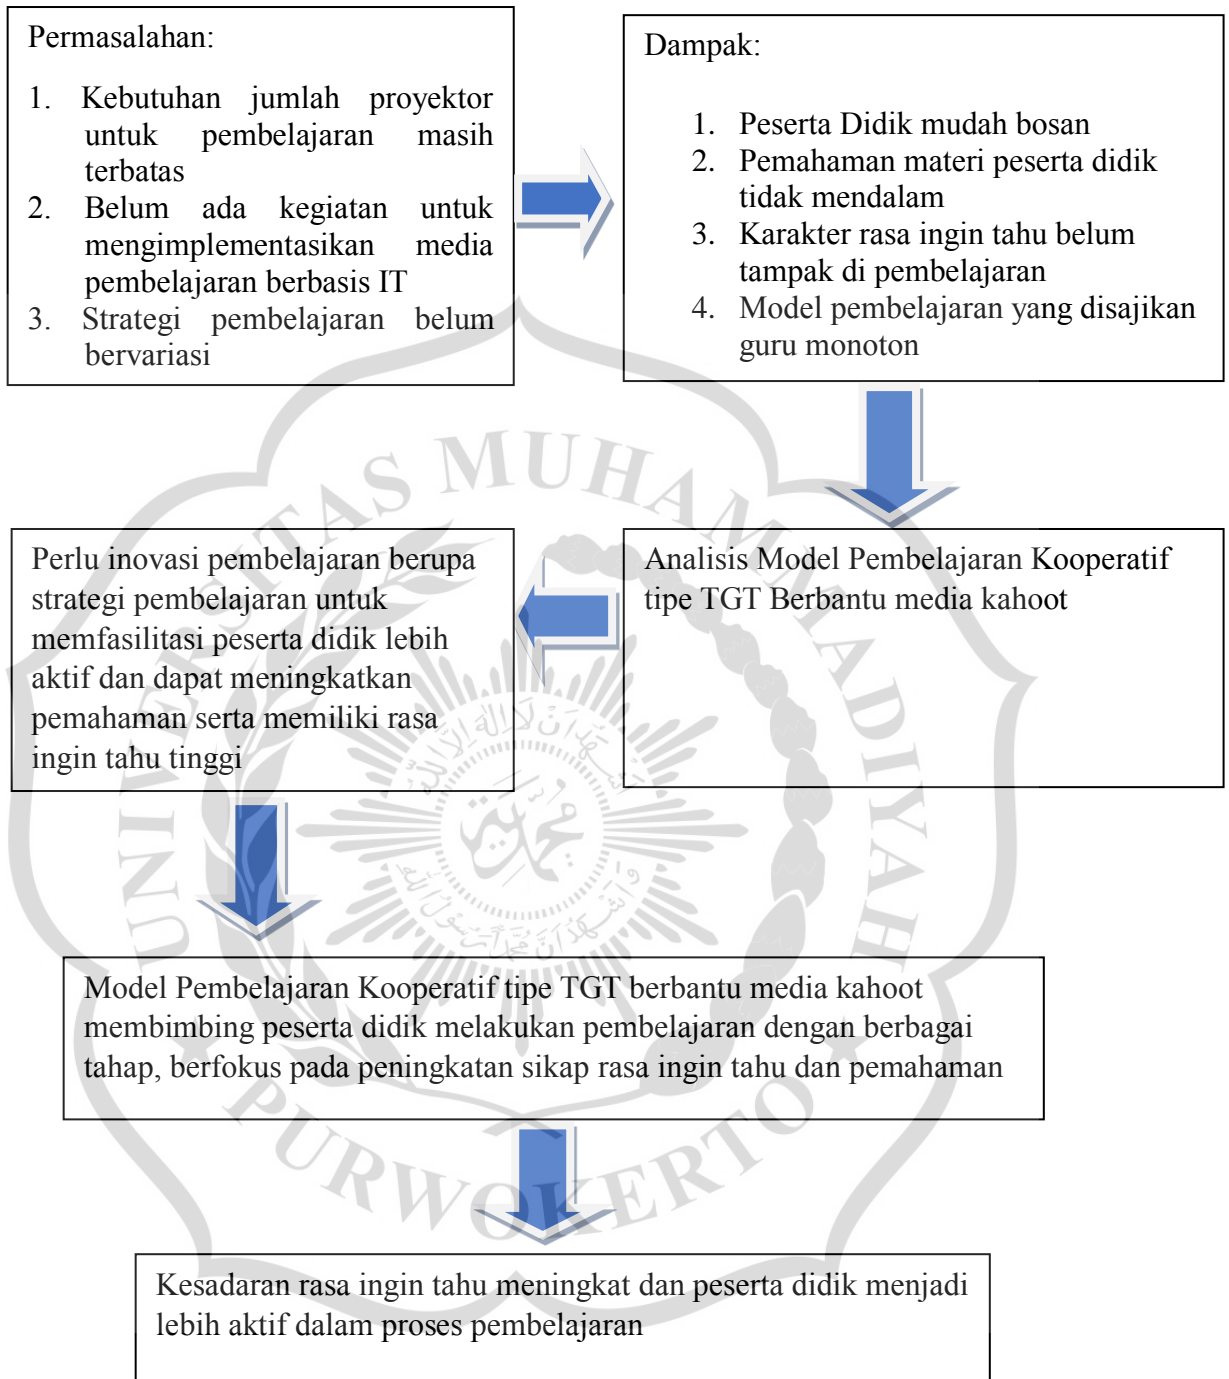 Permasalahan:
1. Kebutuhan jumlah proyektor
untuk pembelajaran masih
terbatas
2. Belum ada kegiatan untuk
mengimplementasikan media
pembelajaran berbasis IT
3. Strategi pembelajaran belum
bervariasi
Dampak:
1. Peserta Didik mudah bosan
2. Pemahaman materi peserta didik
tidak mendalam
3. Karakter rasa ingin tahu belum
tampak di pembelajaran
4. Model pembelajaran yang disajikan
guru monoton
Analisis Model Pembelajaran Kooperatif
tipe TGT Berbantu media kahoot
Perlu inovasi pembelajaran berupa
strategi pembelajaran untuk
memfasilitasi peserta didik lebih
aktif dan dapat meningkatkan
pemahaman serta memiliki rasa
ingin tahu tinggi
Model Pembelajaran Kooperatif tipe TGT berbantu media kahoot
membimbing peserta didik melakukan pembelajaran dengan berbagai
tahap, berfokus pada peningkatan sikap rasa ingin tahu dan pemahaman
Kesadaran rasa ingin tahu meningkat dan peserta didik menjadi
lebih aktif dalam proses pembelajaran
UNIVERSITAS MUHAMMADIYAH
PURWOKERTO